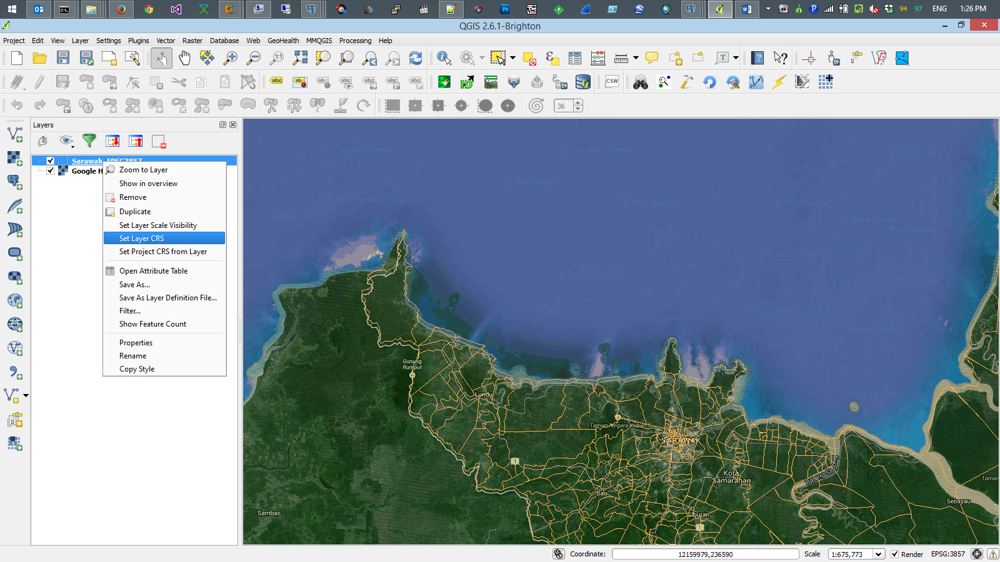 94 97 ENG 1:26 PM
QGIS 2.6.1-Brighton
Project Edit View Layer Settings Plugins Vector Raster Database Web GeoHealth MMQGIS Processing Help
CSW
36
Layers
Sarawak_EPSG3857
Google H
Zoom to Layer
Show in overview
Remove
Duplicate
Set Layer Scale Visibility
Set Layer CRS
Set Project CRS from Layer
Open Attribute Table
Save As...
Save As Layer Definition File...
Filter...
Show Feature Count
Properties
Rename
Copy Style
© 2013 Google
Gunung
Rumput
Lundu
Taman Negara Kubah
SARAWAK
1
Kota
Samarahan
Batang Sadong
Taman
Bau
Sebuyau
Sambas
Siburan
Coordinate: 12159979,236590 Scale 1:675,773 Render EPSG:3857